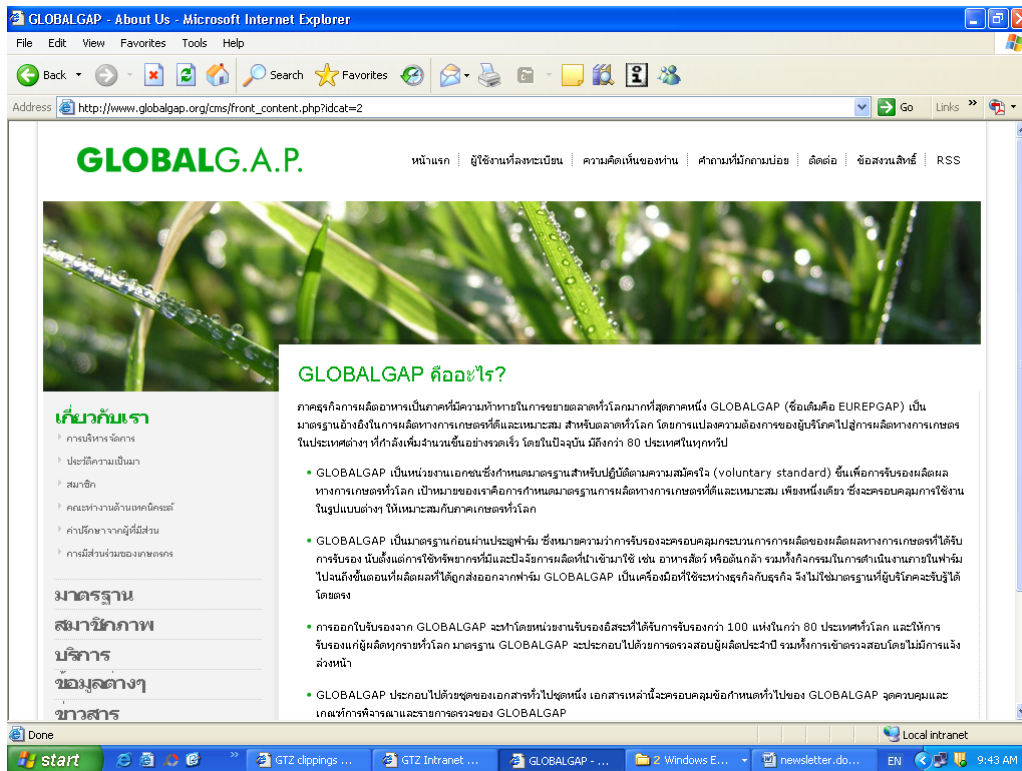 GLOBALGAP - About Us - Microsoft Internet Explorer
File Edit View Favorites Tools Help
Back Search Favorites
Address http://www.globalgap.org/cms/front_content.php?idcat=2 Go Links »
GLOBALG.A.P.
หน้าแรก ผู้ใช้งานที่ลงทะเบียน ความคิดเห็นของท่าน คำถามที่มักถามบ่อย ติดต่อ ข้อสงวนสิทธิ์ RSS
GLOBALGAP คืออะไร?
ภาคธุรกิจการผลิตอาหารเป็นภาคที่มีความท้าทายในการขยายตลาดทั่วโลกมากที่สุดภาคหนึ่ง GLOBALGAP (ชื่อเดิมคือ EUREPGAP) เป็น
มาตรฐานอ้างอิงในการผลิตทางการเกษตรที่ดีและเหมาะสม สำหรับตลาดทั่วโลก โดยการแปลงความต้องการของผู้บริโภคไปสู่การผลิตทางการเกษตร
ในประเทศต่างๆ ที่กำลังเพิ่มจำนวนขึ้นอย่างรวดเร็ว โดยในปัจจุบัน มีถึงกว่า 80 ประเทศในทุกทวีป
• GLOBALGAP เป็นหน่วยงานเอกชนซึ่งกำหนดมาตรฐานสำหรับปฏิบัติตามความสมัครใจ (voluntary standard) ขึ้นเพื่อการรับรองผลิตผล
ทางการเกษตรทั่วโลก เป้าหมายของเราคือการกำหนดมาตรฐานการผลิตทางการเกษตรที่ดีและเหมาะสม เพียงหนึ่งเดียว ซึ่งจะครอบคลุมการใช้งาน
ในรูปแบบต่างๆ ให้เหมาะสมกับภาคเกษตรทั่วโลก
• GLOBALGAP เป็นมาตรฐานก่อนผ่านประตูฟาร์ม ซึ่งหมายความว่าการรับรองจะครอบคลุมกระบวนการการผลิตของผลิตผลทางการเกษตรที่ได้รับ
การรับรอง นับตั้งแต่การใช้ทรัพยากรที่มีและปัจจัยการผลิตที่นำเข้ามาใช้ เช่น อาหารสัตว์ หรือต้นกล้า รวมทั้งกิจกรรมในการดำเนินงานภายในฟาร์ม
ไปจนถึงขั้นตอนที่ผลิตผลที่ได้ถูกส่งออกจากฟาร์ม GLOBALGAP เป็นเครื่องมือที่ใช้ระหว่างธุรกิจกับธุรกิจ จึงไม่ใช่มาตรฐานที่ผู้บริโภคจะรับรู้ได้
โดยตรง
• การออกใบรับรองจาก GLOBALGAP จะทำโดยหน่วยงานรับรองอิสระที่ได้รับการรับรองกว่า 100 แห่งในกว่า 80 ประเทศทั่วโลก และให้การ
รับรองแก่ผู้ผลิตทุกรายทั่วโลก มาตรฐาน GLOBALGAP จะประกอบไปด้วยการตรวจสอบผู้ผลิตประจำปี รวมทั้งการเข้าตรวจสอบโดยไม่มีการแจ้ง
ล่วงหน้า
• GLOBALGAP ประกอบไปด้วยชุดของเอกสารทั่วไปชุดหนึ่ง เอกสารเหล่านี้จะครอบคลุมข้อกำหนดทั่วไปของ GLOBALGAP จุดควบคุมและ
เกณฑ์การพิจารณาและรายการตรวจของ GLOBALGAP
เกี่ยวกับเรา
การบริหารจัดการ
ประวัติความเป็นมา
สมาชิก
คณะทำงานด้านเทคนิคระดั
คำปรึกษาจากผู้ที่มีส่วน
การมีส่วนร่วมของเกษตรกร
มาตรฐาน
สมาชิกภาพ
บริการ
ข้อมูลต่างๆ
ข่าวสาร
Done Local intranet
start » GTZ clippings ... GTZ Intranet ... GLOBALGAP - ... 2 Windows E... newsletter.do... EN 9:43 AM